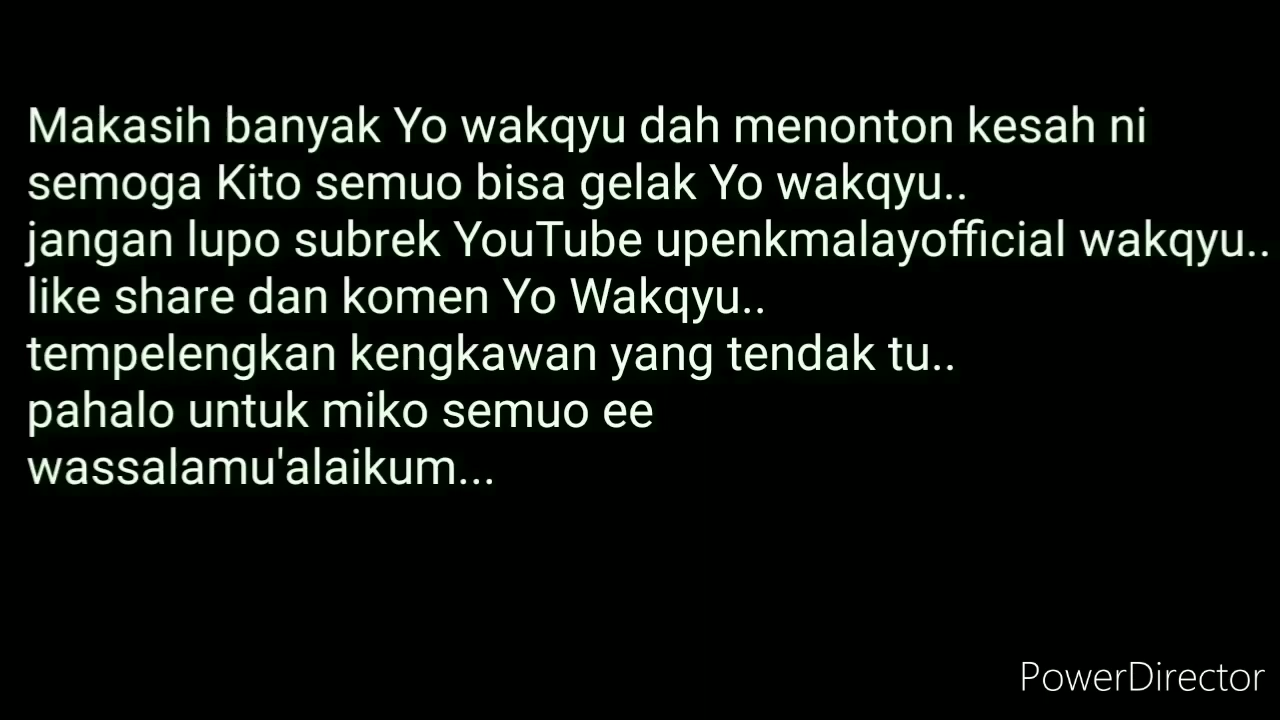 Makasih banyak Yo wakqyu dah menonton kesah ni
semoga Kito semuo bisa gelak Yo wakqyu..
jangan lupo subrek YouTube upenkmalayofficial wakqyu..
like share dan komen Yo Wakqyu..
tempelengkan kengkawan yang tendak tu..
pahalo untuk miko semuo ee
wassalamu'alaikum...
PowerDirector